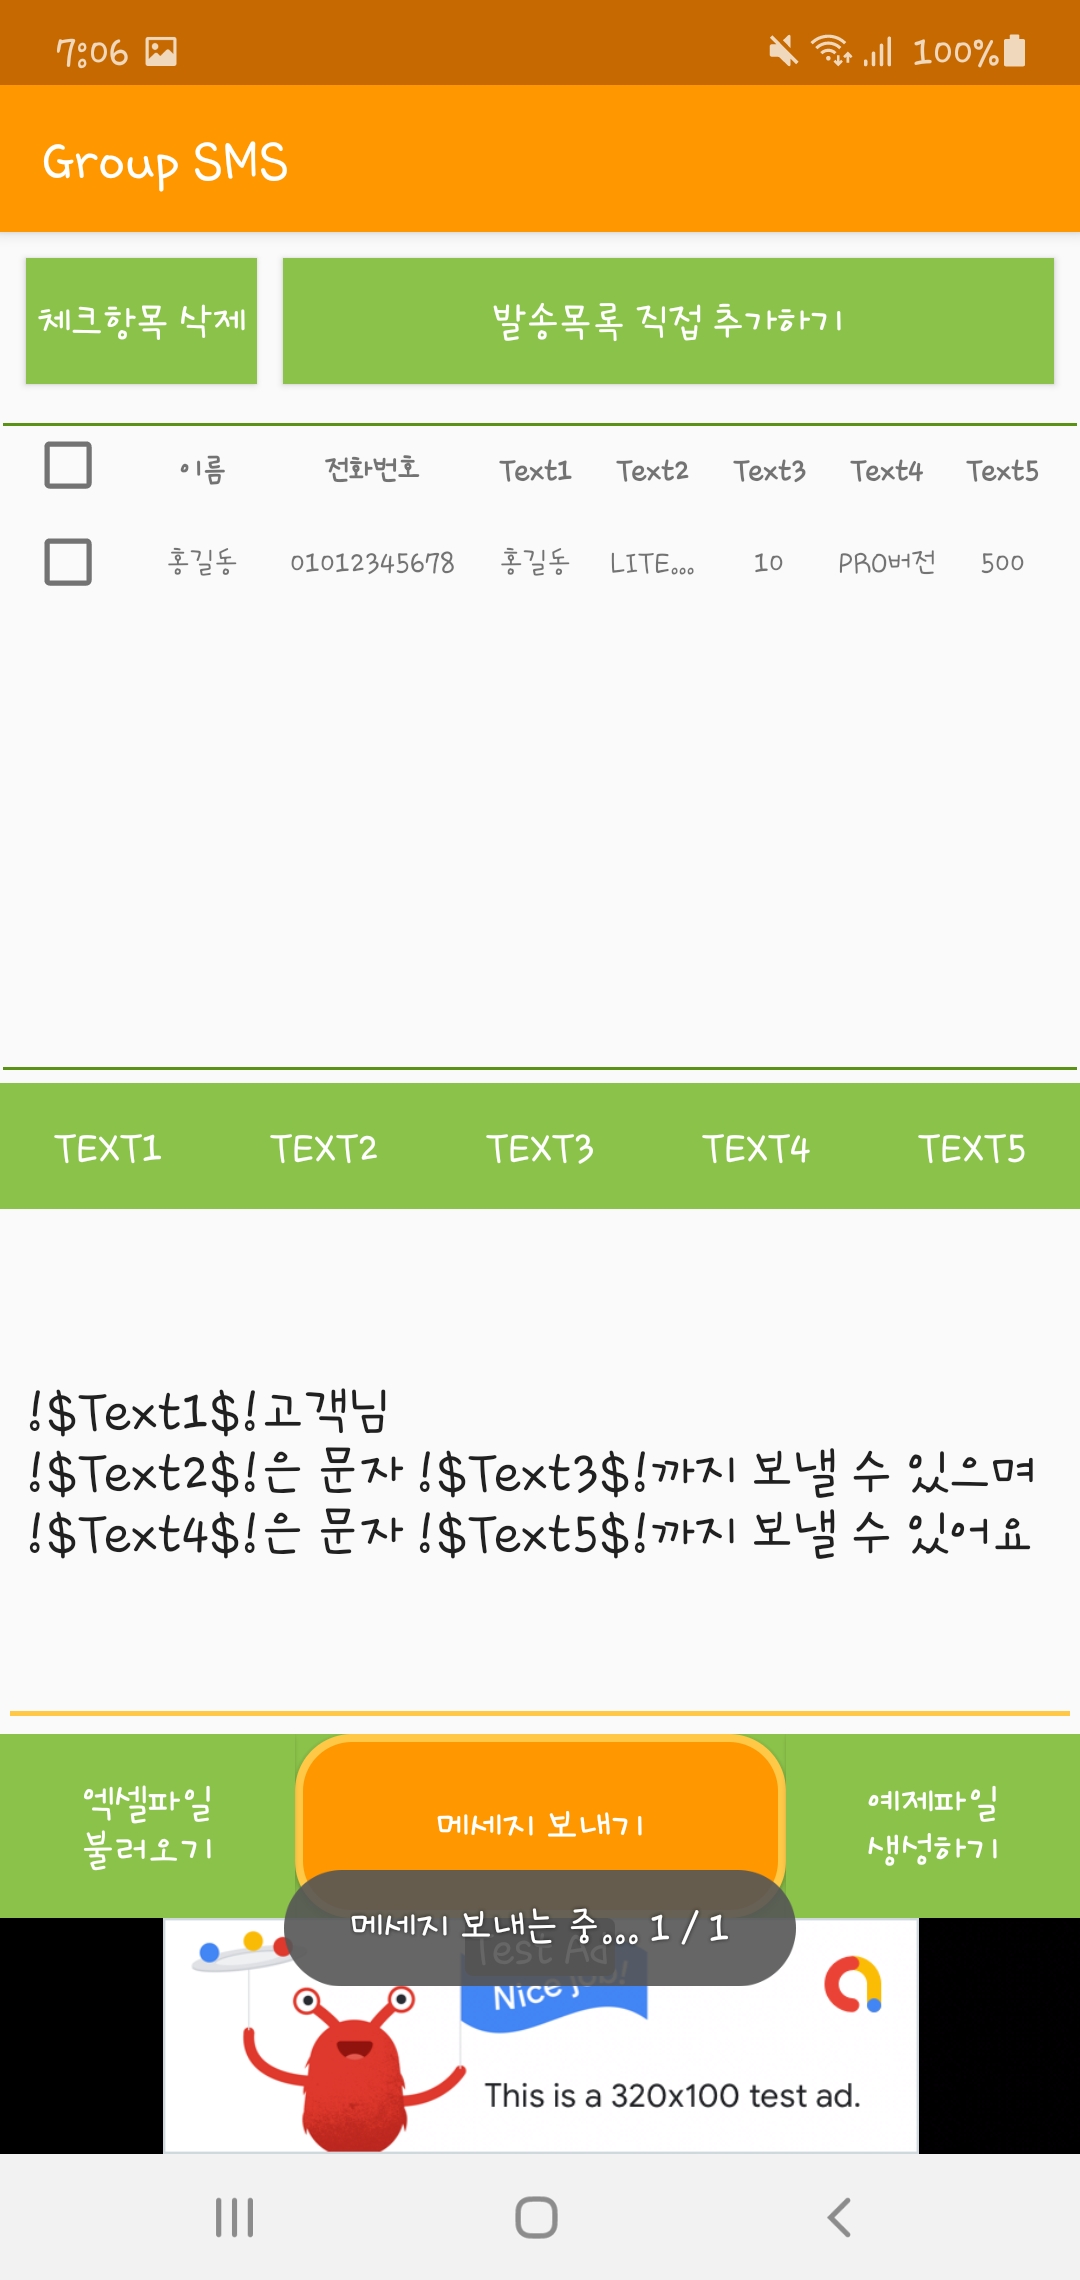 7:06
100%
Group SMS
체크항목 삭제
발송목록 직접 추가하기
이름 전화번호 Text1 Text2 Text3 Text4 Text5
홍길동 01012345678 홍길동 LITE... 10 PRO버전 500
TEXT1 TEXT2 TEXT3 TEXT4 TEXT5
!$Text1$!고객님
!$Text2$!은 문자 !$Text3$!까지 보낼 수 있으며
!$Text4$!은 문자 !$Text5$!까지 보낼 수 있어요
엑셀파일
불러오기
메세지 보내기
예제파일
생성하기
메세지 보내는 중... 1 / 1
Test Ad
Nice job!
This is a 320x100 test ad.